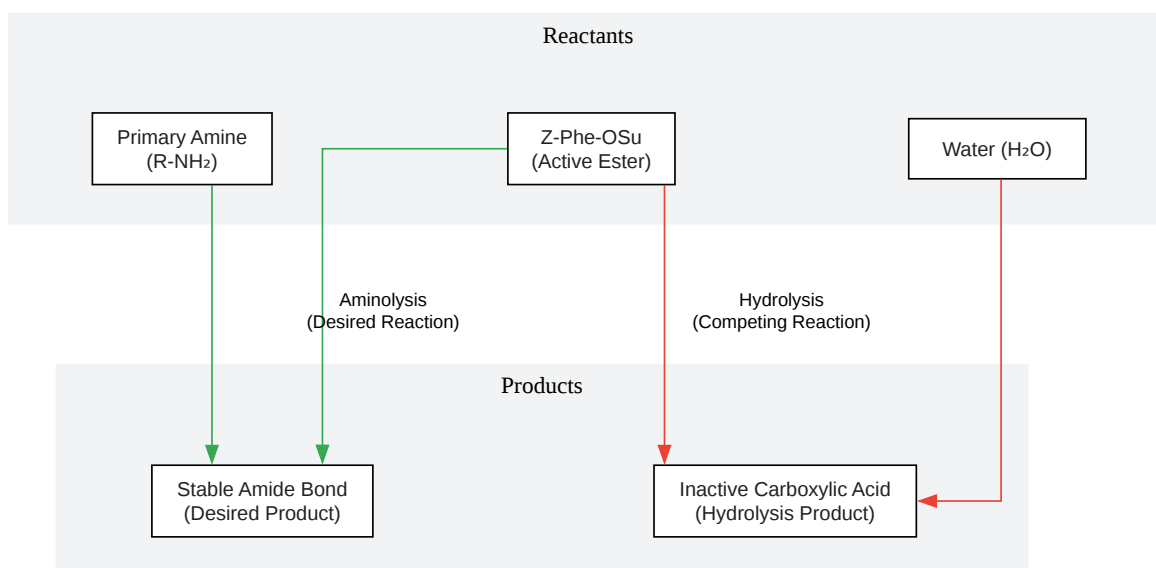 Reactants
Primary Amine
(R-NH₂)
Z-Phe-OSu
(Active Ester)
Water (H₂O)
Aminolysis
(Desired Reaction)
Hydrolysis
(Competing Reaction)
Products
Stable Amide Bond
(Desired Product)
Inactive Carboxylic Acid
(Hydrolysis Product)